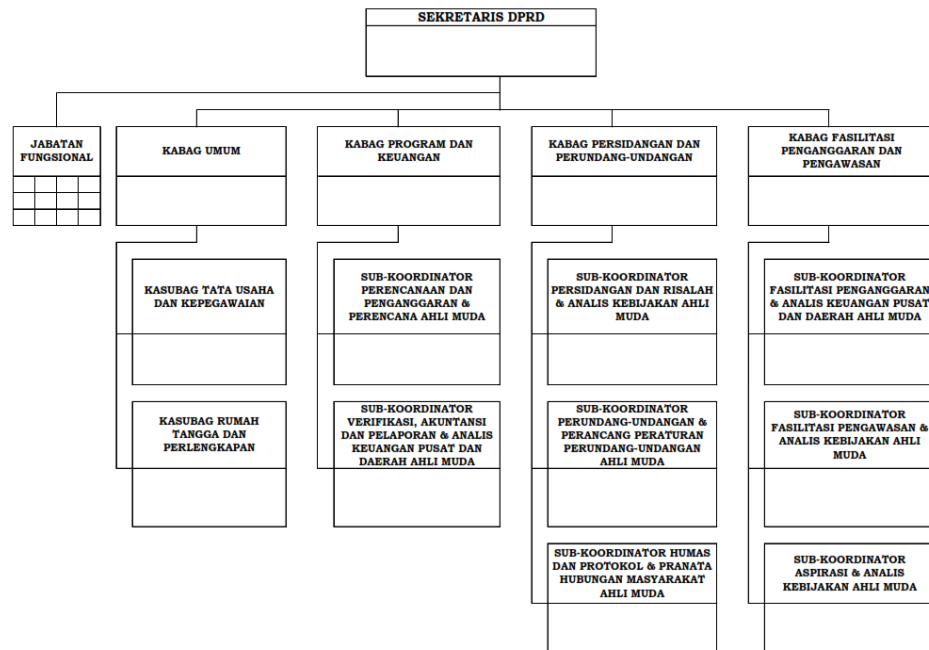 SEKRETARIS DPRD
JABATAN
FUNGSIONAL
KABAG UMUM
KABAG PROGRAM DAN
KEUANGAN
KABAG PERSIDANGAN DAN
PERUNDANG-UNDANGAN
KABAG FASILITASI
PENGANGGARAN DAN
PENGAWASAN
KASUBAG TATA USAHA
DAN KEPEGAWAIAN
SUB-KOORDINATOR
PERENCANAAN DAN
PENGANGGARAN &
PERENCANA AHLI MUDA
SUB-KOORDINATOR
PERSIDANGAN DAN RISALAH
& ANALIS KEBIJAKAN AHLI
MUDA
SUB-KOORDINATOR
FASILITASI PENGANGGARAN
& ANALIS KEUANGAN PUSAT
DAN DAERAH AHLI MUDA
KASUBAG RUMAH
TANGGA DAN
PERLENGKAPAN
SUB-KOORDINATOR
VERIFIKASI, AKUNTANSI
DAN PELAPORAN & ANALIS
KEUANGAN PUSAT DAN
DAERAH AHLI MUDA
SUB-KOORDINATOR
PERUNDANG-UNDANGAN &
PERANCANG PERATURAN
PERUNDANG-UNDANGAN
AHLI MUDA
SUB-KOORDINATOR
FASILITASI PENGAWASAN &
ANALIS KEBIJAKAN AHLI
MUDA
SUB-KOORDINATOR HUMAS
DAN PROTOKOL & PRANATA
HUBUNGAN MASYARAKAT
AHLI MUDA
SUB-KOORDINATOR
ASPIRASI & ANALIS
KEBIJAKAN AHLI MUDA